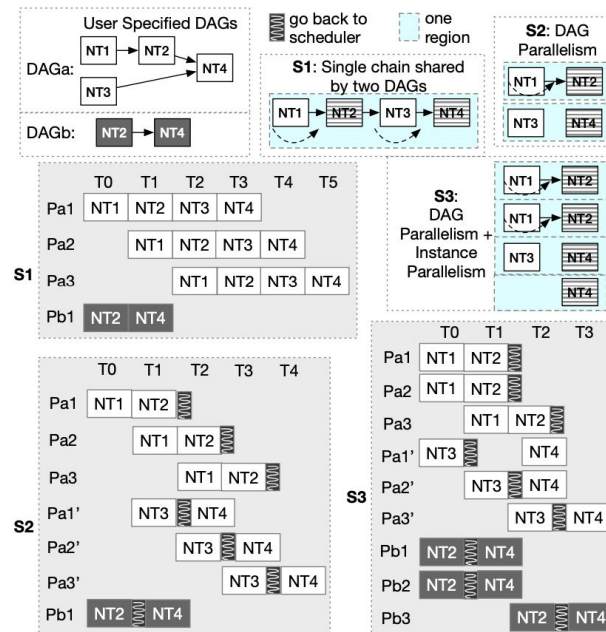 User Specified DAGs
DAGa:
NT1
NT2
NT4
NT3
DAGb:
NT2
NT4
go back to
scheduler
one
region
S1: Single chain shared
by two DAGs
NT1
NT2
NT3
NT4
S2: DAG
Parallelism
NT1
NT2
NT3
NT4
S3:
DAG
Parallelism +
Instance
Parallelism
NT1
NT2
NT1
NT2
NT3
NT4
NT4
S1
T0 T1 T2 T3 T4 T5
Pa1 NT1 NT2 NT3 NT4
Pa2 NT1 NT2 NT3 NT4
Pa3 NT1 NT2 NT3 NT4
Pb1 NT2 NT4
S2
T0 T1 T2 T3 T4
Pa1 NT1 NT2
Pa2 NT1 NT2
Pa3 NT1 NT2
Pa1' NT3 NT4
Pa2' NT3 NT4
Pa3' NT3 NT4
Pb1 NT2 NT4
S3
T0 T1 T2 T3
Pa1 NT1 NT2
Pa2 NT1 NT2
Pa3 NT1 NT2
Pa1' NT3 NT4
Pa2' NT3 NT4
Pa3' NT3 NT4
Pb1 NT2 NT4
Pb2 NT2 NT4
Pb3 NT2 NT4